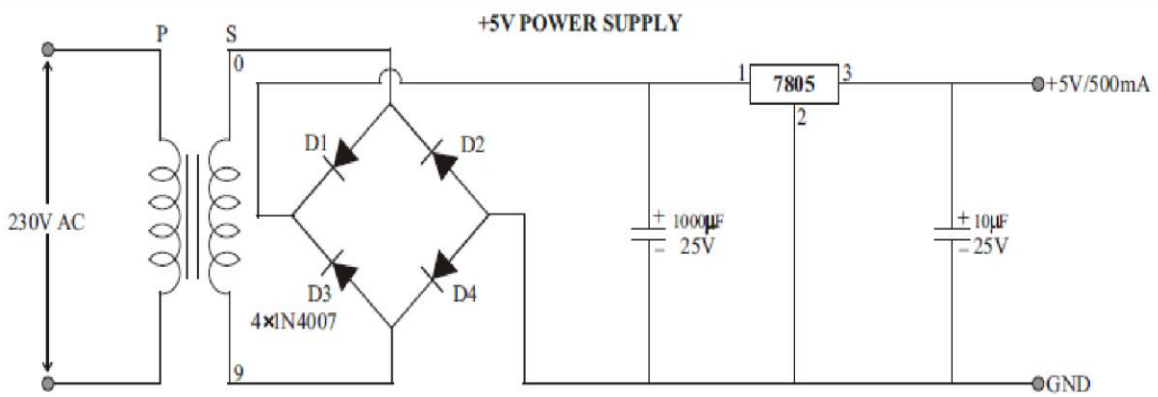 +5V POWER SUPPLY
P S
0
1 7805 3
2
+5V/500mA
D1 D2
230V AC
+ 1000µF
– 25V
+ 10µF
– 25V
D3 D4
4×1N4007
9
GND